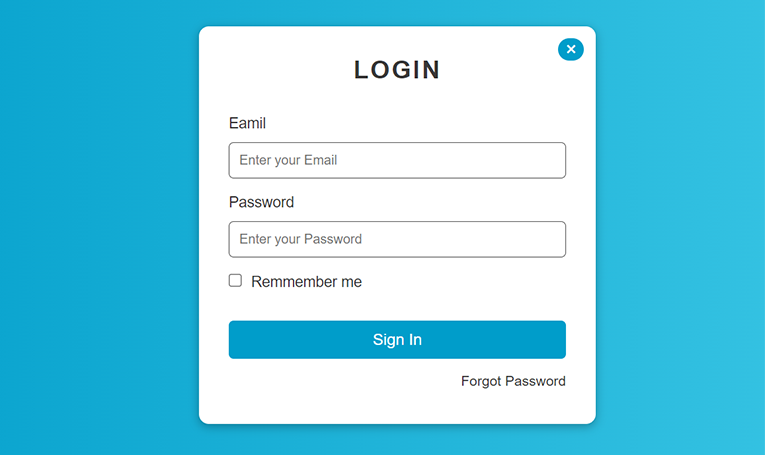 ×
LOGIN
Eamil
Enter your Email
Password
Enter your Password
Remmember me
Sign In
Forgot Password